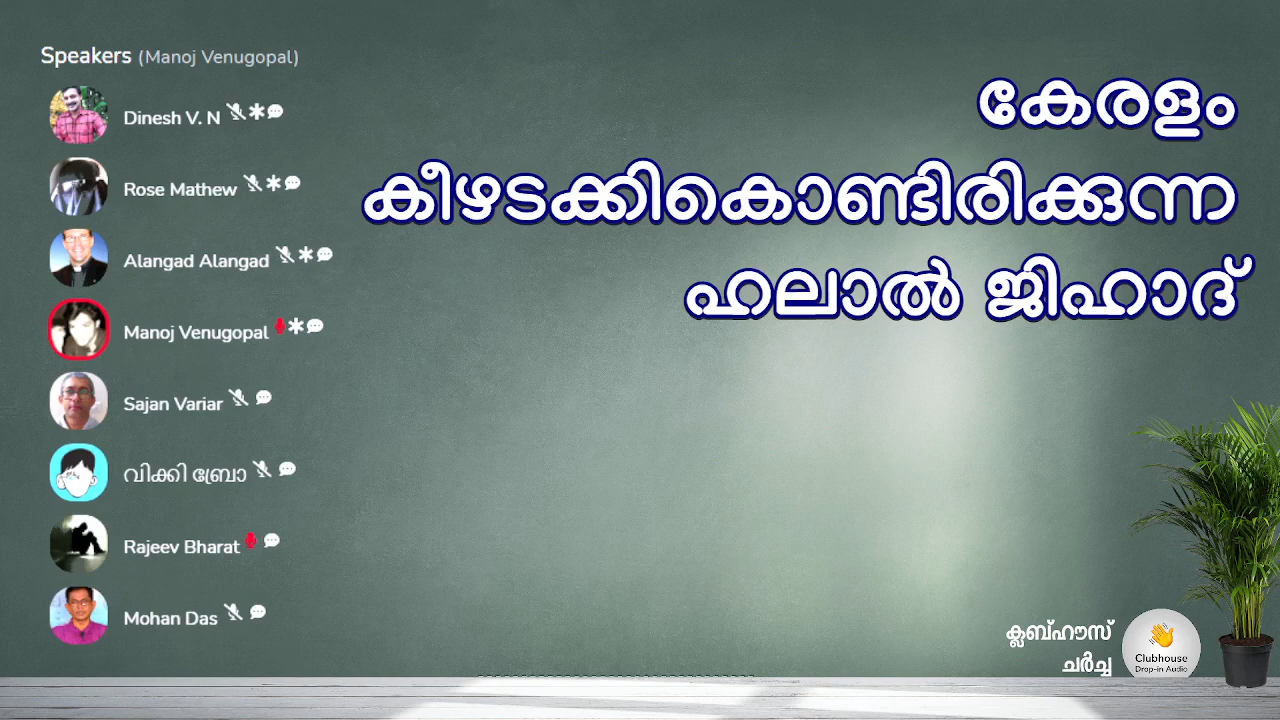 Speakers (Manoj Venugopal)
Dinesh V. N
Rose Mathew
Alangad Alangad
Manoj Venugopal
Sajan Variar
വിക്കി ബ്രോ
Rajeev Bharat
Mohan Das
കേരളം
കീഴടക്കികൊണ്ടിരിക്കുന്ന
ഹലാൽ ജിഹാദ്
ക്ലബ്ഹൗസ്
ചർച്ച
Clubhouse
Drop-in Audio